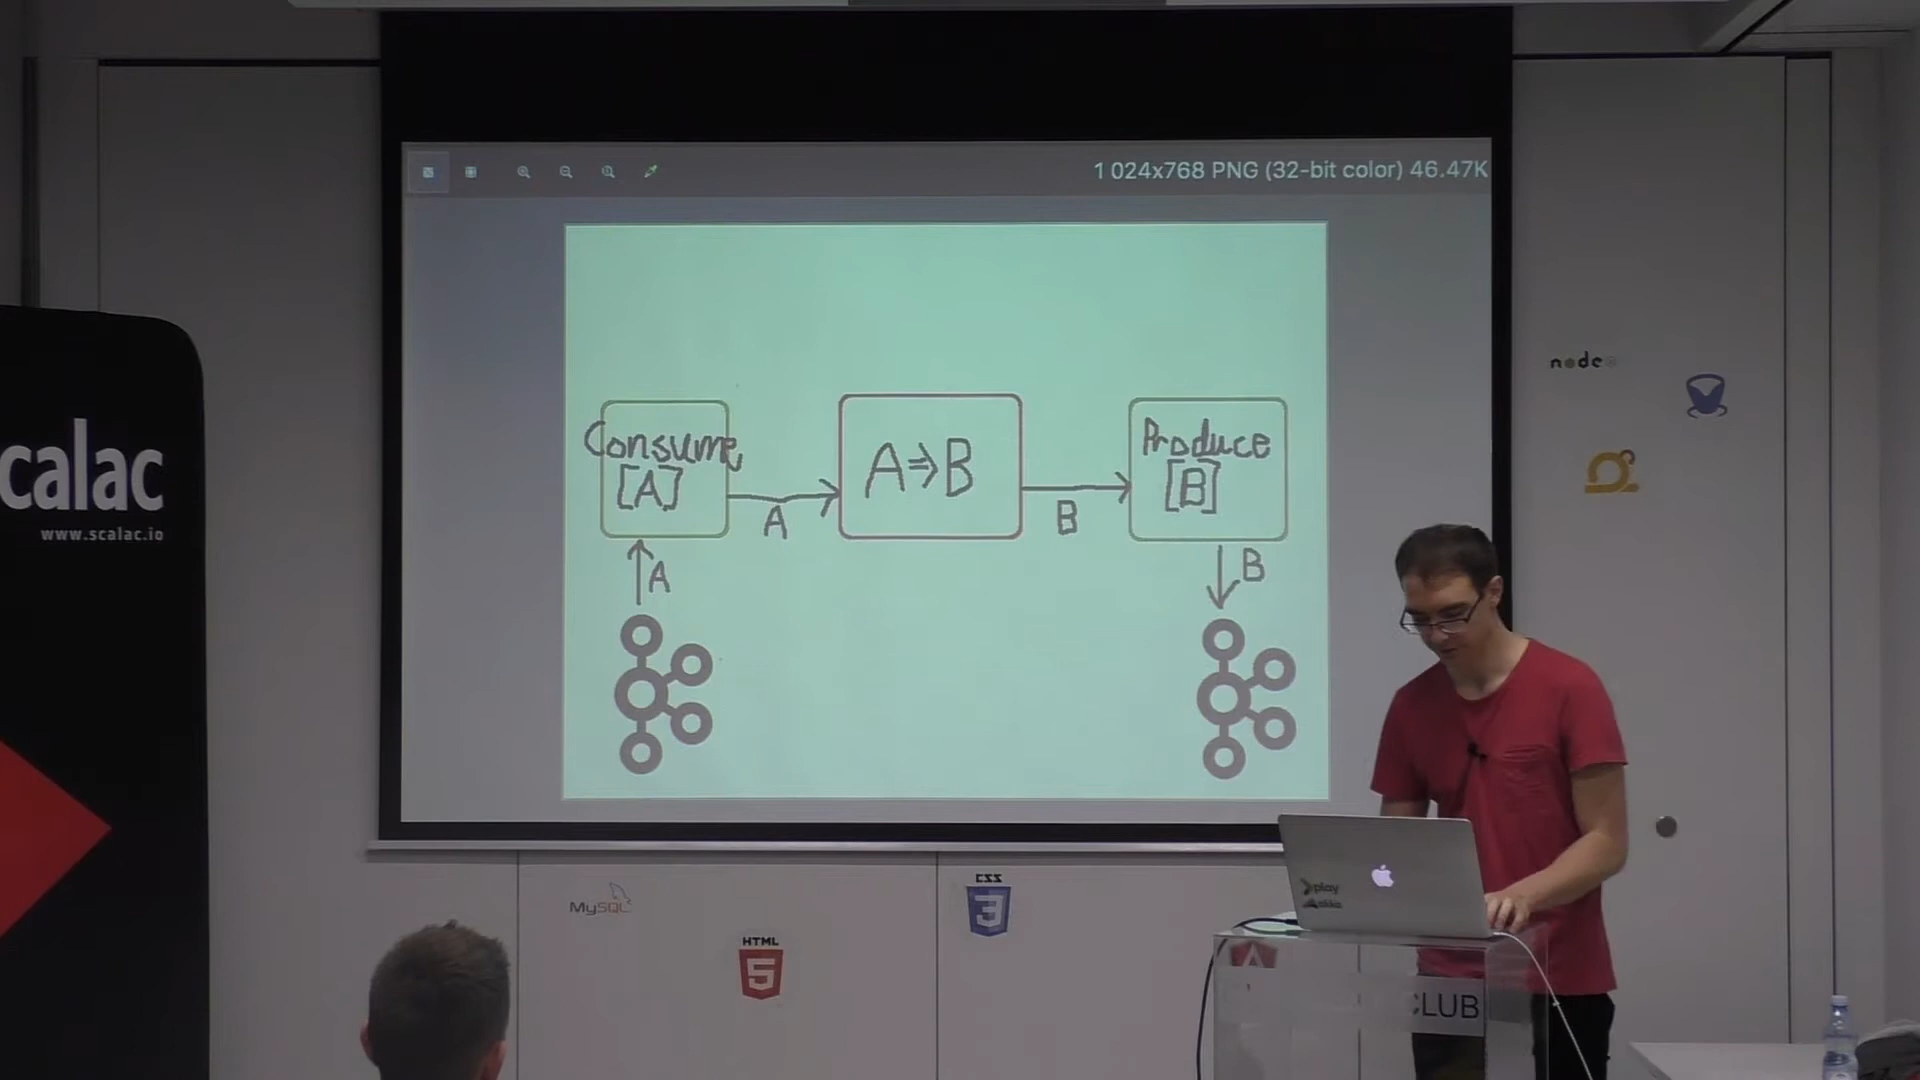 1 024x768 PNG (32-bit color) 46.47K
Consume
[A]
A
A⇒B
B
Produce
[B]
A
B
calac
www.scalac.io
node
MySQL
HTML
5
CSS
3
play
akka
CLUB